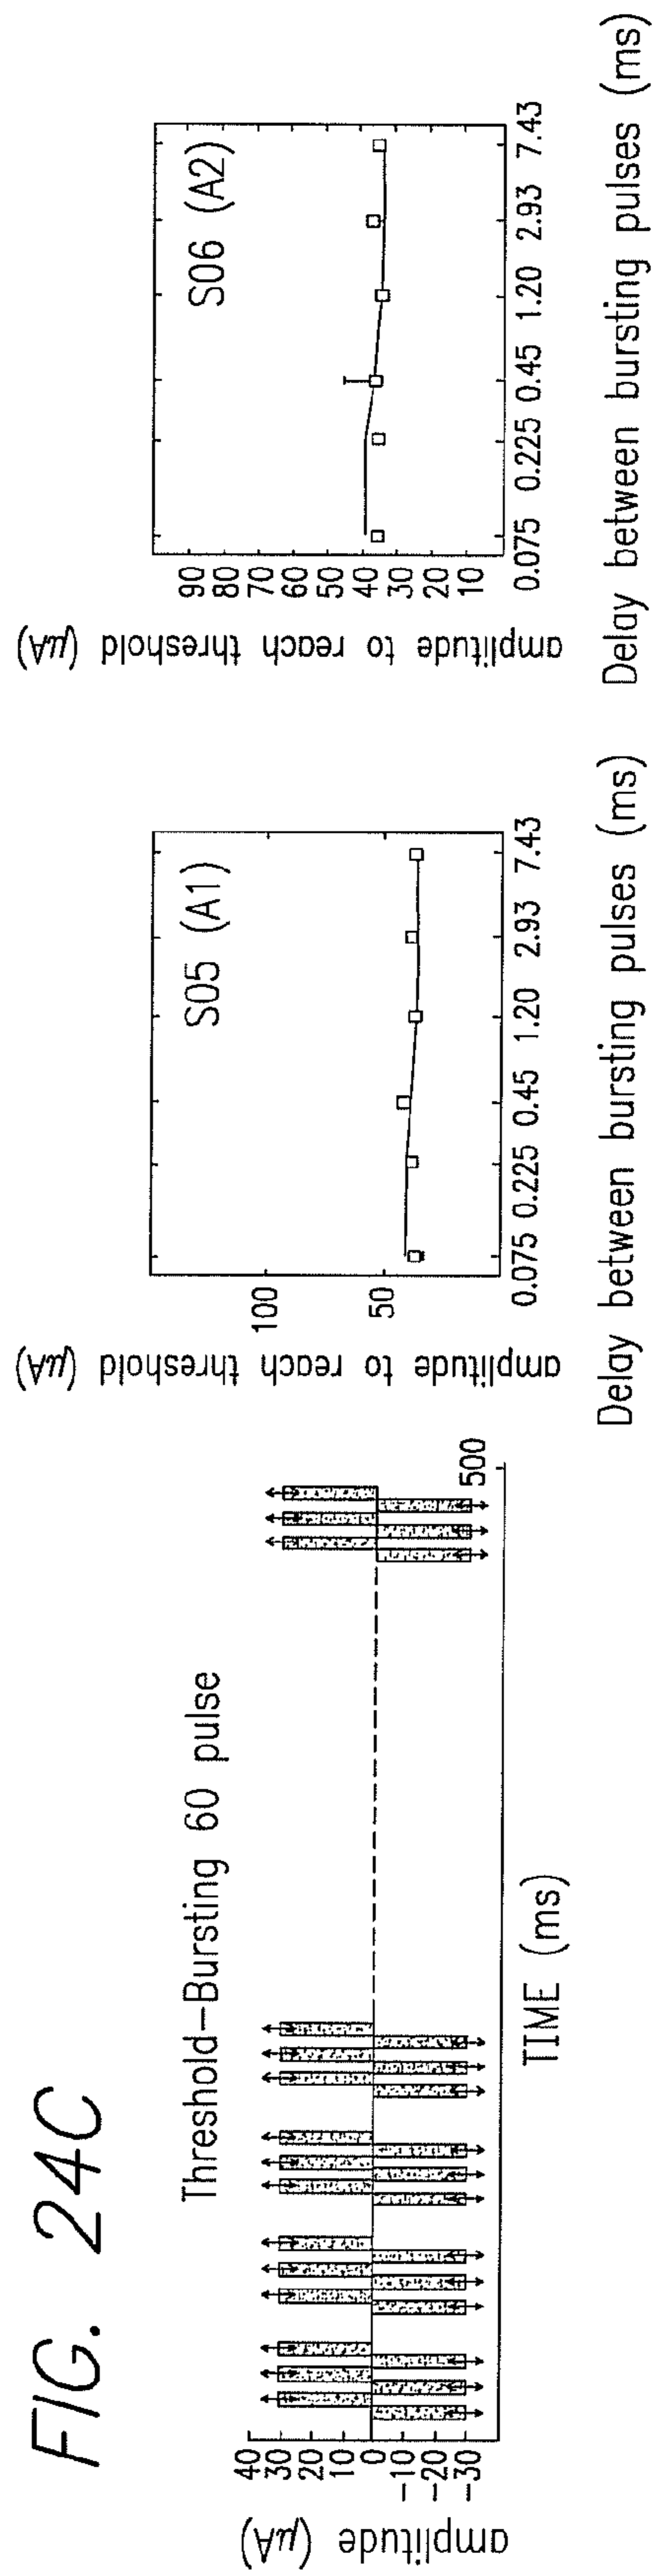 FIG. 24C
Threshold-Bursting 60 pulse
amplitude (μA)
40
30
20
10
0
-10
-20
-30
500
TIME (ms)
S05 (A1)
amplitude to reach threshold (μA)
100
50
0.075 0.225 0.45 1.20 2.93 7.43
Delay between bursting pulses (ms)
S06 (A2)
amplitude to reach threshold (μA)
90
80
70
60
50
40
30
20
10
0.075 0.225 0.45 1.20 2.93 7.43
Delay between bursting pulses (ms)